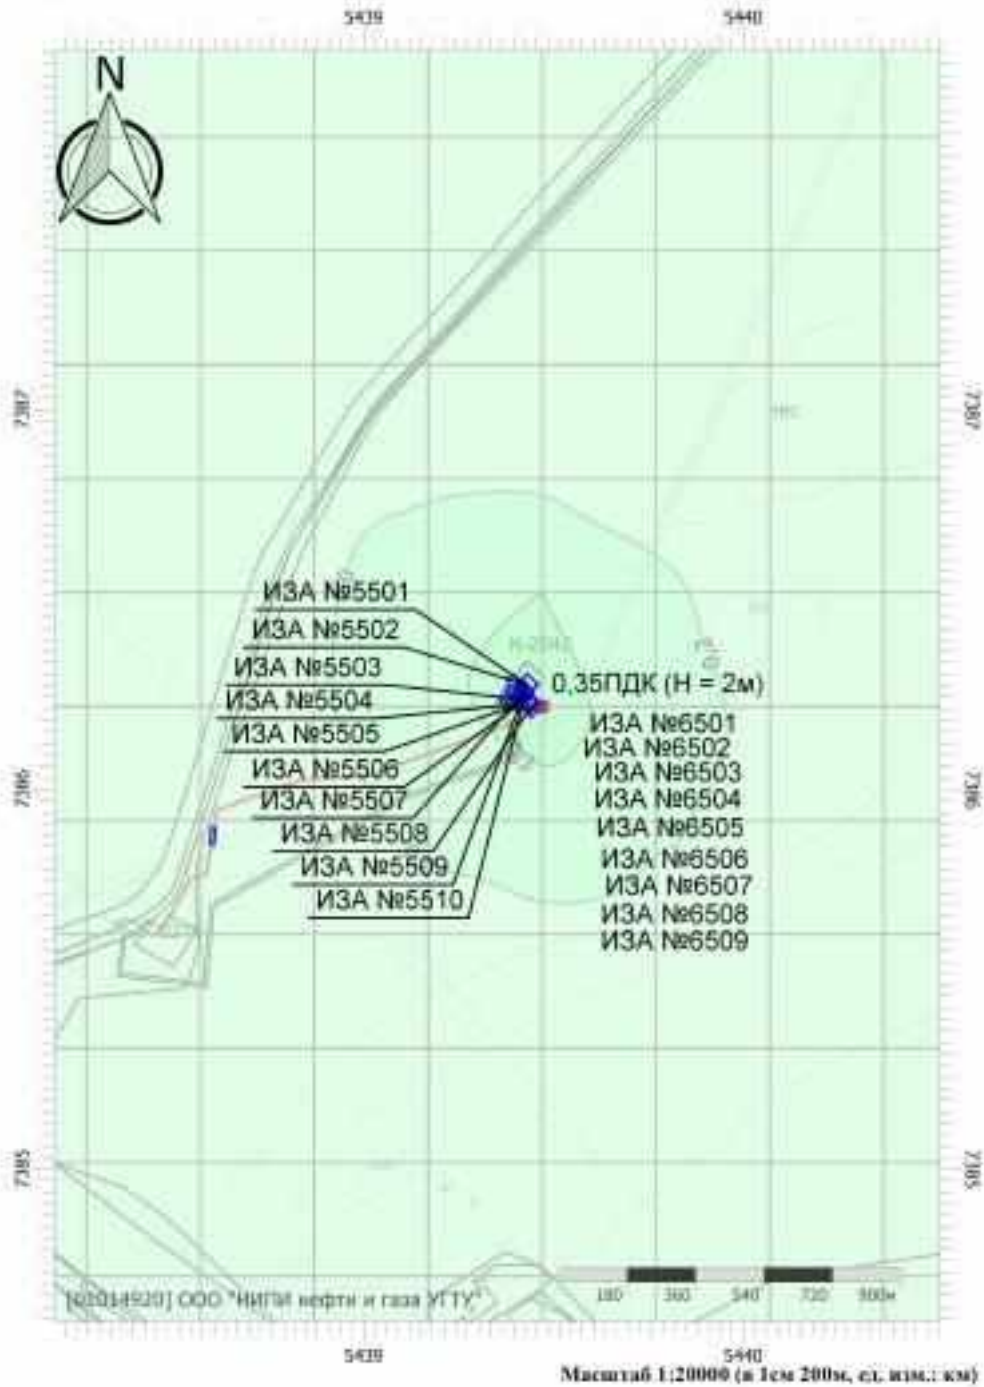 5439 5440
N
7387 7387
ИЗА №5501
ИЗА №5502
ИЗА №5503
0,35ПДК (Н = 2м)
ИЗА №5504
ИЗА №6501
ИЗА №5505
ИЗА №6502
ИЗА №5506
ИЗА №6503
7386 7386
ИЗА №5507
ИЗА №6504
ИЗА №5508
ИЗА №6505
ИЗА №5509
ИЗА №6506
ИЗА №5510
ИЗА №6507
ИЗА №6508
ИЗА №6509
7385 7385
[01014920] ООО "НИПИ нефти и газа УГТУ"
180 360 540 720 900м
5439 5440
Масштаб 1:20000 (в 1см 200м, ед. изм.: км)